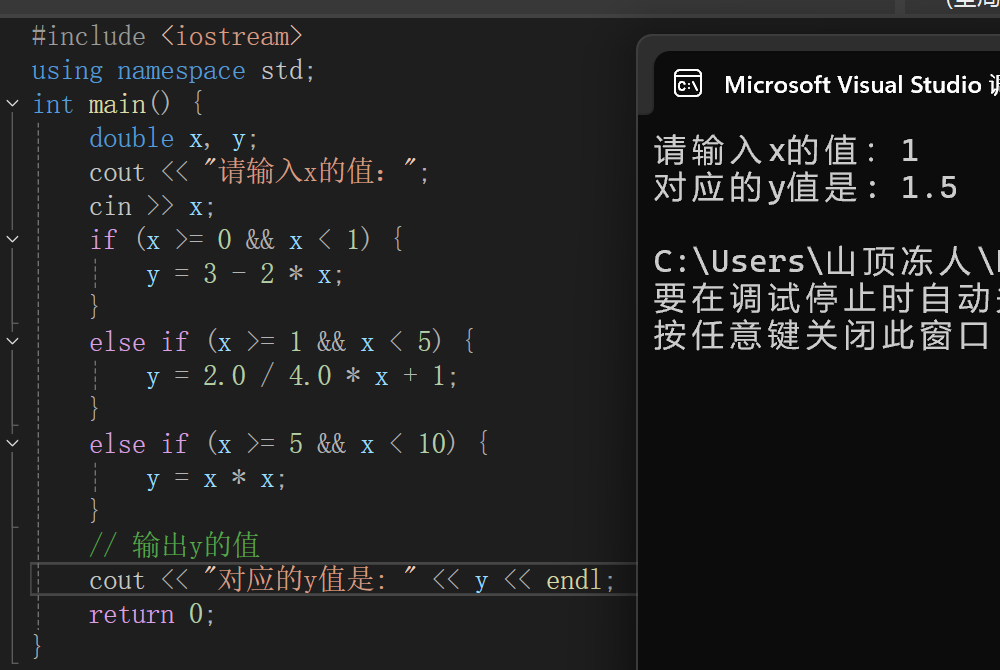 #include <iostream>
using namespace std;
int main() {
double x, y;
cout << "请输入x的值：";
cin >> x;
if (x >= 0 && x < 1) {
y = 3 - 2 * x;
}
else if (x >= 1 && x < 5) {
y = 2.0 / 4.0 * x + 1;
}
else if (x >= 5 && x < 10) {
y = x * x;
}
// 输出y的值
cout << "对应的y值是: " << y << endl;
return 0;
}
Microsoft Visual Studio 调
请输入x的值：1
对应的y值是: 1.5
C:\Users\山顶冻人\
要在调试停止时自动
按任意键关闭此窗口